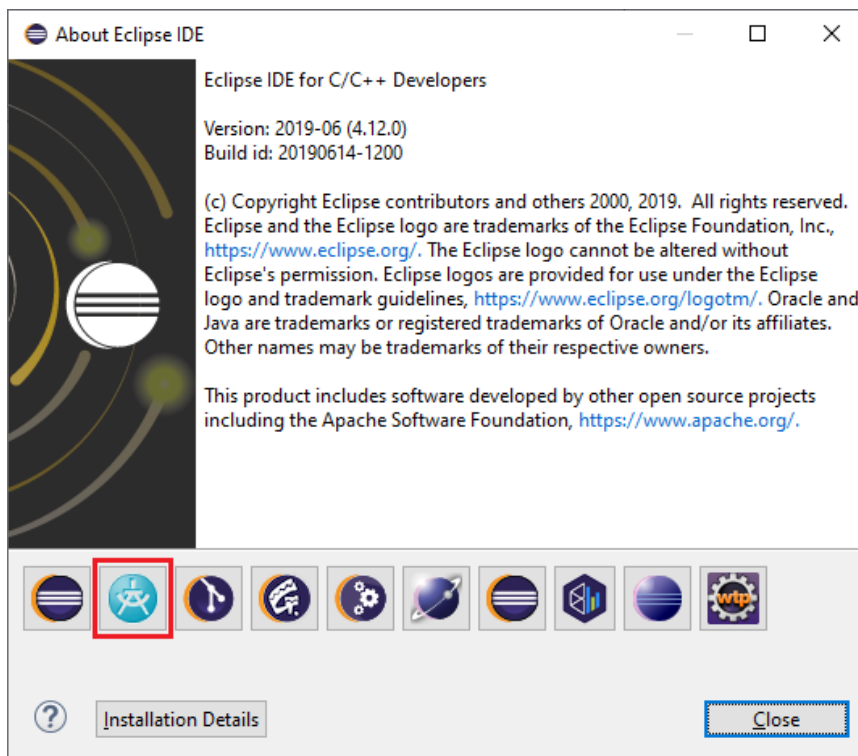 About Eclipse IDE
Eclipse IDE for C/C++ Developers
Version: 2019-06 (4.12.0)
Build id: 20190614-1200
(c) Copyright Eclipse contributors and others 2000, 2019.  All rights reserved.
Eclipse and the Eclipse logo are trademarks of the Eclipse Foundation, Inc.,
https://www.eclipse.org/. The Eclipse logo cannot be altered without
Eclipse's permission. Eclipse logos are provided for use under the Eclipse
logo and trademark guidelines, https://www.eclipse.org/logotm/. Oracle and
Java are trademarks or registered trademarks of Oracle and/or its affiliates.
Other names may be trademarks of their respective owners.
This product includes software developed by other open source projects
including the Apache Software Foundation, https://www.apache.org/.
wtp
?
Installation Details
Close